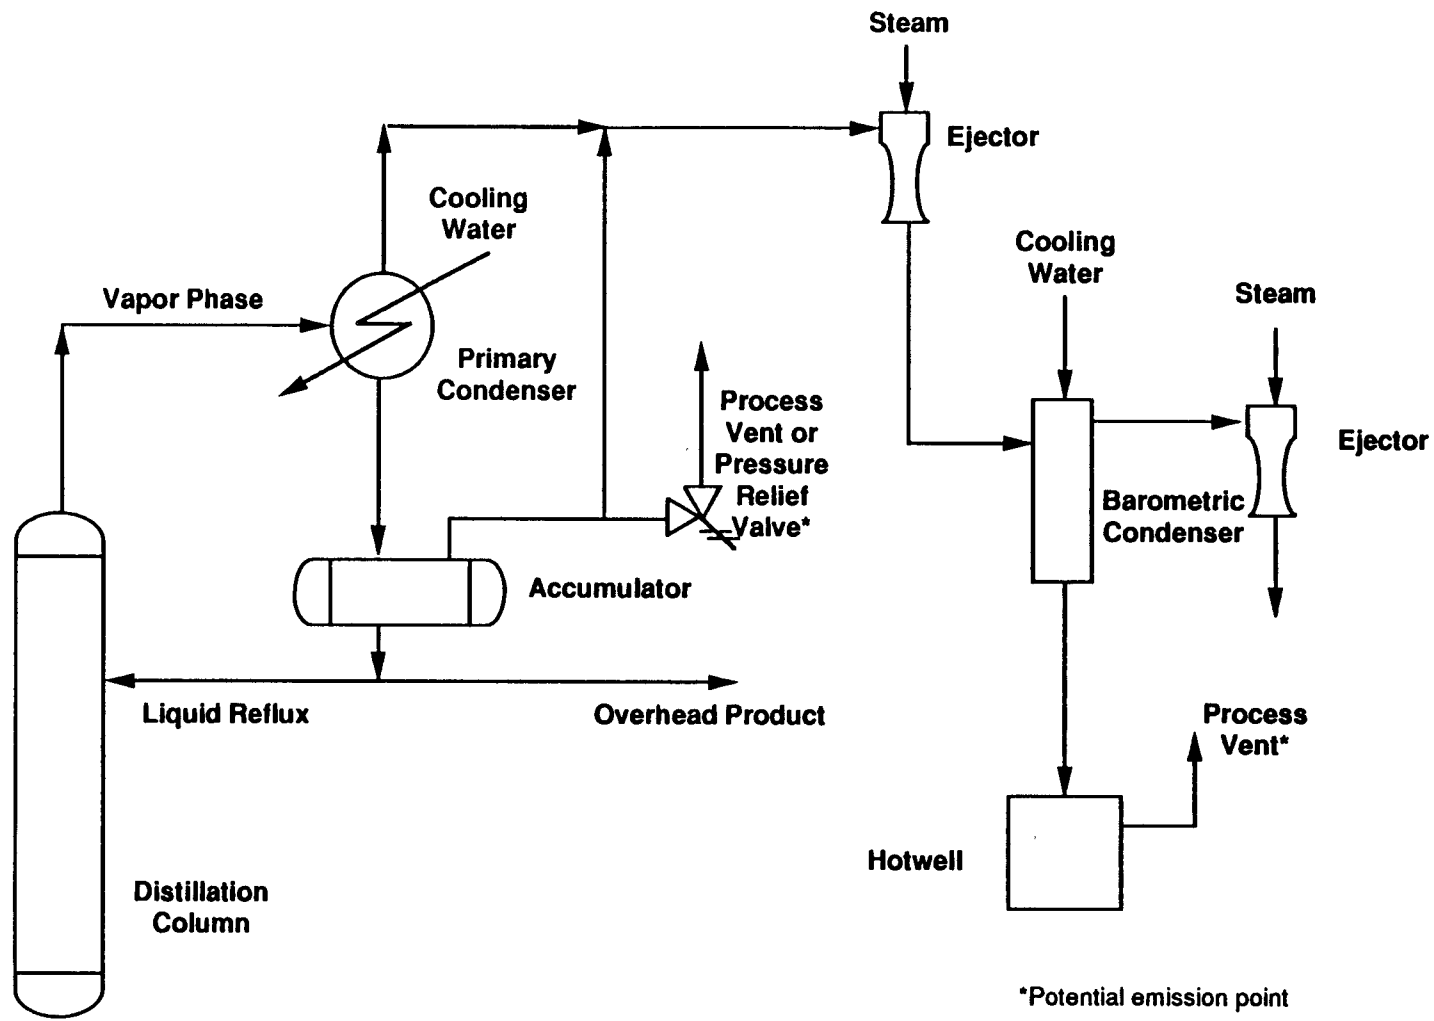 Steam
Ejector
Cooling
Water
Cooling
Water
Steam
Vapor Phase
Primary
Condenser
Process
Vent or
Pressure
Relief
Valve*
Ejector
Barometric
Condenser
Accumulator
Liquid Reflux
Overhead Product
Process
Vent*
Hotwell
Distillation
Column
*Potential emission point